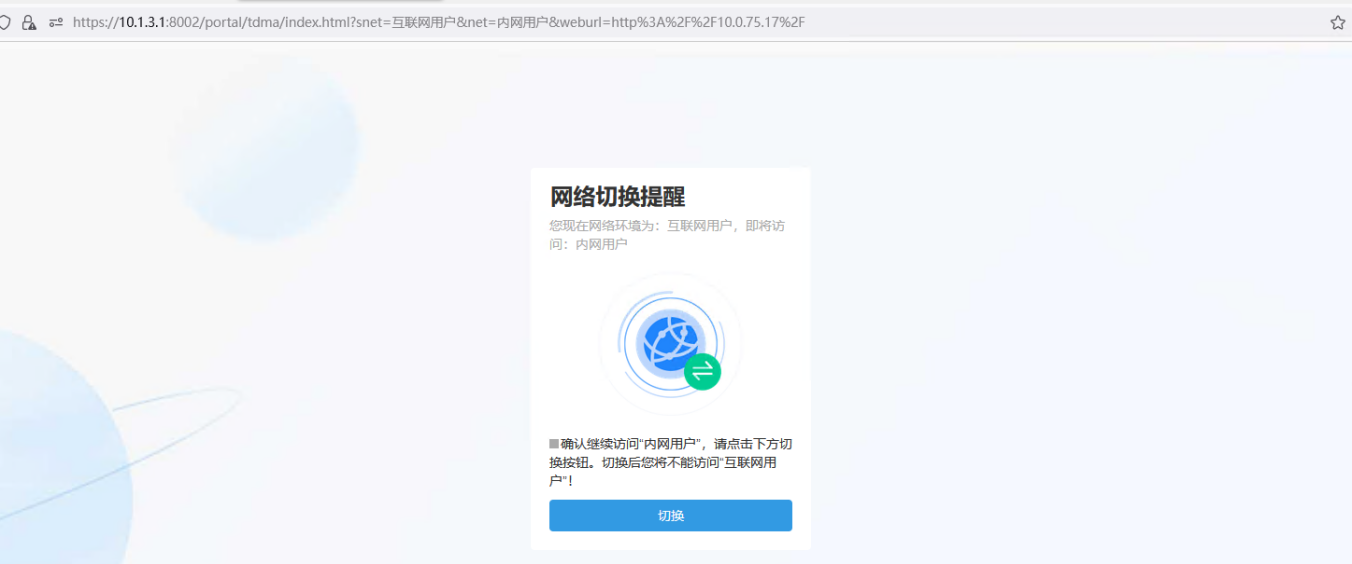 https://10.1.3.1:8002/portal/tdma/index.html?snet=互联网用户&net=内网用户&weburl=http%3A%2F%2F10.0.75.17%2F
网络切换提醒
您现在网络环境为：互联网用户，即将访
问：内网用户
确认继续访问"内网用户"，请点击下方切
换按钮。切换后您将不能访问"互联网用
户"！
切换